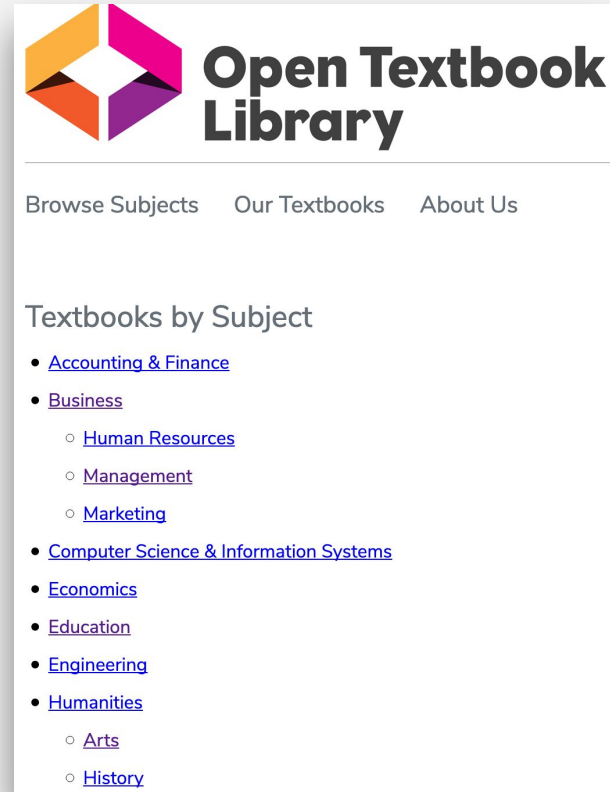 Open Textbook
Library
Browse Subjects Our Textbooks About Us
Textbooks by Subject
Accounting & Finance
Business
Human Resources
Management
Marketing
Computer Science & Information Systems
Economics
Education
Engineering
Humanities
Arts
History